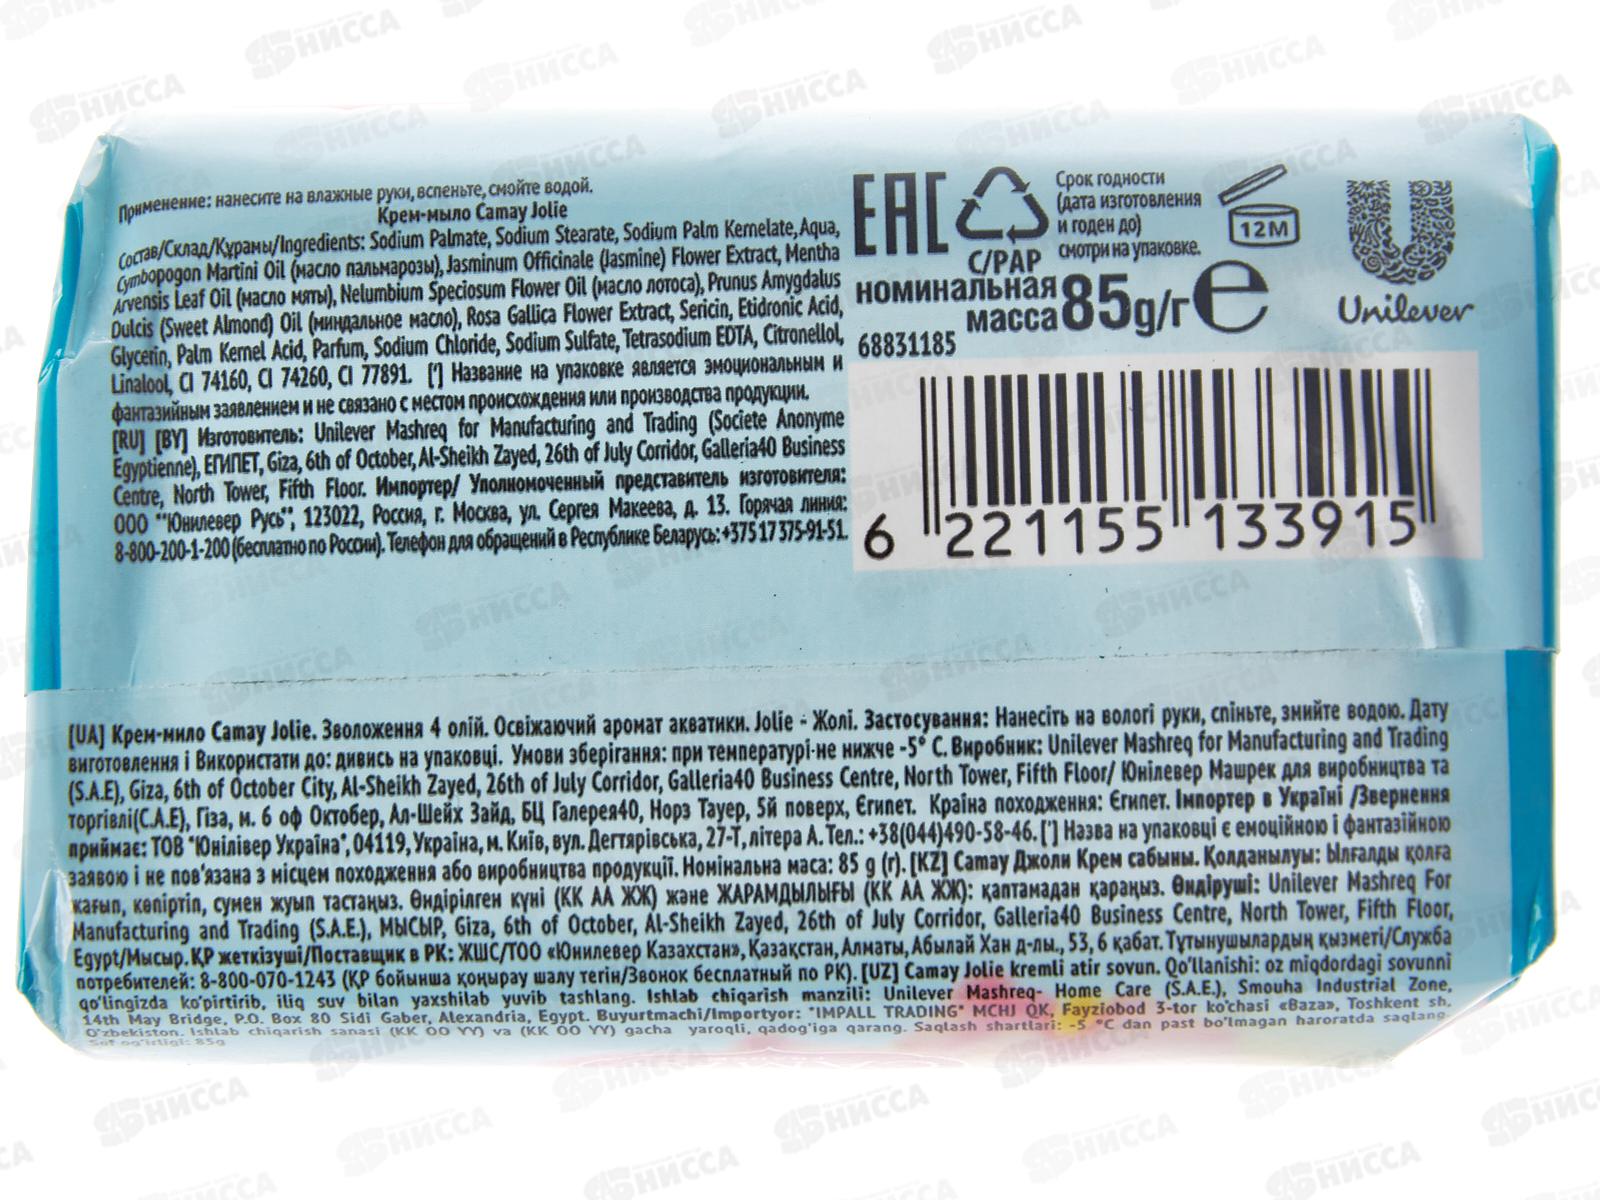 Применение: нанесите на влажные руки, вспеньте, смойте водой.
Крем-мыло Camay Jolie
Состав/Склад/Құрамы/Ingredients: Sodium Palmate, Sodium Stearate, Sodium Palm Kernelate, Aqua,
Cymbopogon Martini Oil (масло пальмарозы), Jasminum Officinale (Jasmine) Flower Extract, Mentha
Arvensis Leaf Oil (масло мяты), Nelumbium Speciosum Flower Oil (масло лотоса), Prunus Amygdalus
Dulcis (Sweet Almond) Oil (миндальное масло), Rosa Gallica Flower Extract, Sericin, Etidronic Acid,
Glycerin, Palm Kernel Acid, Parfum, Sodium Chloride, Sodium Sulfate, Tetrasodium EDTA, Citronellol,
Linalool, CI 74160, CI 74260, CI 77891. (*) Название на упаковке является эмоциональным и
фантазийным заявлением и не связано с местом происхождения или производства продукции.
[RU] [BY] Изготовитель: Unilever Mashreq for Manufacturing and Trading (Societe Anonyme
Egyptienne), ЕГИПЕТ, Giza, 6th of October, Al-Sheikh Zayed, 26th of July Corridor, Galleria40 Business
Centre, North Tower, Fifth Floor. Импортер/ Уполномоченный представитель изготовителя:
ООО "Юнилевер Русь", 123022, Россия, г. Москва, ул. Сергея Макеева, д. 13. Горячая линия:
8-800-200-1-200 (бесплатно по России). Телефон для обращений в Республике Беларусь: +375 17 375-91-51.
EAC
C/PAP
Срок годности
(дата изготовления
и годен до)
смотри на упаковке.
12M
Unilever
номинальная
масса 85g/г e
68831185
6 221155 133915
[UA] Крем-мило Camay Jolie. Зволоження 4 олій. Освіжаючий аромат акватики. Jolie - Жолі. Застосування: Нанесіть на вологі руки, спіньте, змийте водою. Дату
виготовлення і Використати до: дивись на упаковці. Умови зберігання: при температурі не нижче -5° C. Виробник: Unilever Mashreq for Manufacturing and Trading
(S.A.E), Giza, 6th of October City, Al-Sheikh Zayed, 26th of July Corridor, Galleria40 Business Centre, North Tower, Fifth Floor/ Юнілевер Машрек для виробництва та
торгівлі(С.А.Е), Гіза, м. 6 оф Октобер, Ал-Шейх Зайд, БЦ Галерея40, Норз Тауер, 5й поверх, Єгипет. Країна походження: Єгипет. Імпортер в Україні /Звернення
приймає: ТОВ "Юнілівер Україна", 04119, Україна, м. Київ, вул. Дегтярівська, 27-Т, літера А. Тел.: +38(044)490-58-46. (*) Назва на упаковці є емоційною і фантазійною
заявою і не пов'язана з місцем походження або виробництва продукції. Номінальна маса: 85 g (г). [KZ] Camay Джоли Крем сабыны. Қолданылуы: Ылғалды қолға
жағып, көпіртіп, сумен жуып тастаңыз. Өндірілген күні (КК АА ЖЖ) және ЖАРАМДЫЛЫҒЫ (КК АА ЖЖ): қаптамадан қараңыз. Өндіруші: Unilever Mashreq For
Manufacturing and Trading (S.A.E.), МЫСЫР, Giza, 6th of October, Al-Sheikh Zayed, 26th of July Corridor, Galleria40 Business Centre, North Tower, Fifth Floor,
Egypt/Мысыр. ҚР жеткізуші/Поставщик в РК: ЖШС/ТОО «Юнилевер Казахстан», Қазақстан, Алматы, Абылай Хан д-лы., 53, 6 қабат. Тұтынушылардың қызметі/Служба
потребителей: 8-800-070-1243 (ҚР бойынша қоңырау шалу тегін/Звонок бесплатный по РК). [UZ] Camay Jolie kremli atir sovun. Qo'llanishi: oz miqdordagi sovunni
qo'lingizda ko'pirtirib, iliq suv bilan yaxshilab yuvib tashlang. Ishlab chiqarish manzili: Unilever Mashreq- Home Care (S.A.E.), Smouha Industrial Zone,
14th May Bridge, P.O. Box 80 Sidi Gaber, Alexandria, Egypt. Buyurtmachi/Importyor: "IMPALL TRADING" MCHJ QK, Fayziobod 3-tor ko'chasi «Baza», Toshkent sh.
O'zbekiston. Ishlab chiqarish sanasi (KK OO YY) va (KK OO YY) gacha yaroqli, qadog'iga qarang. Saqlash shartlari: -5 °C dan past bo'lmagan haroratda saqlang.
Sof og'irligi: 85g
НИССА